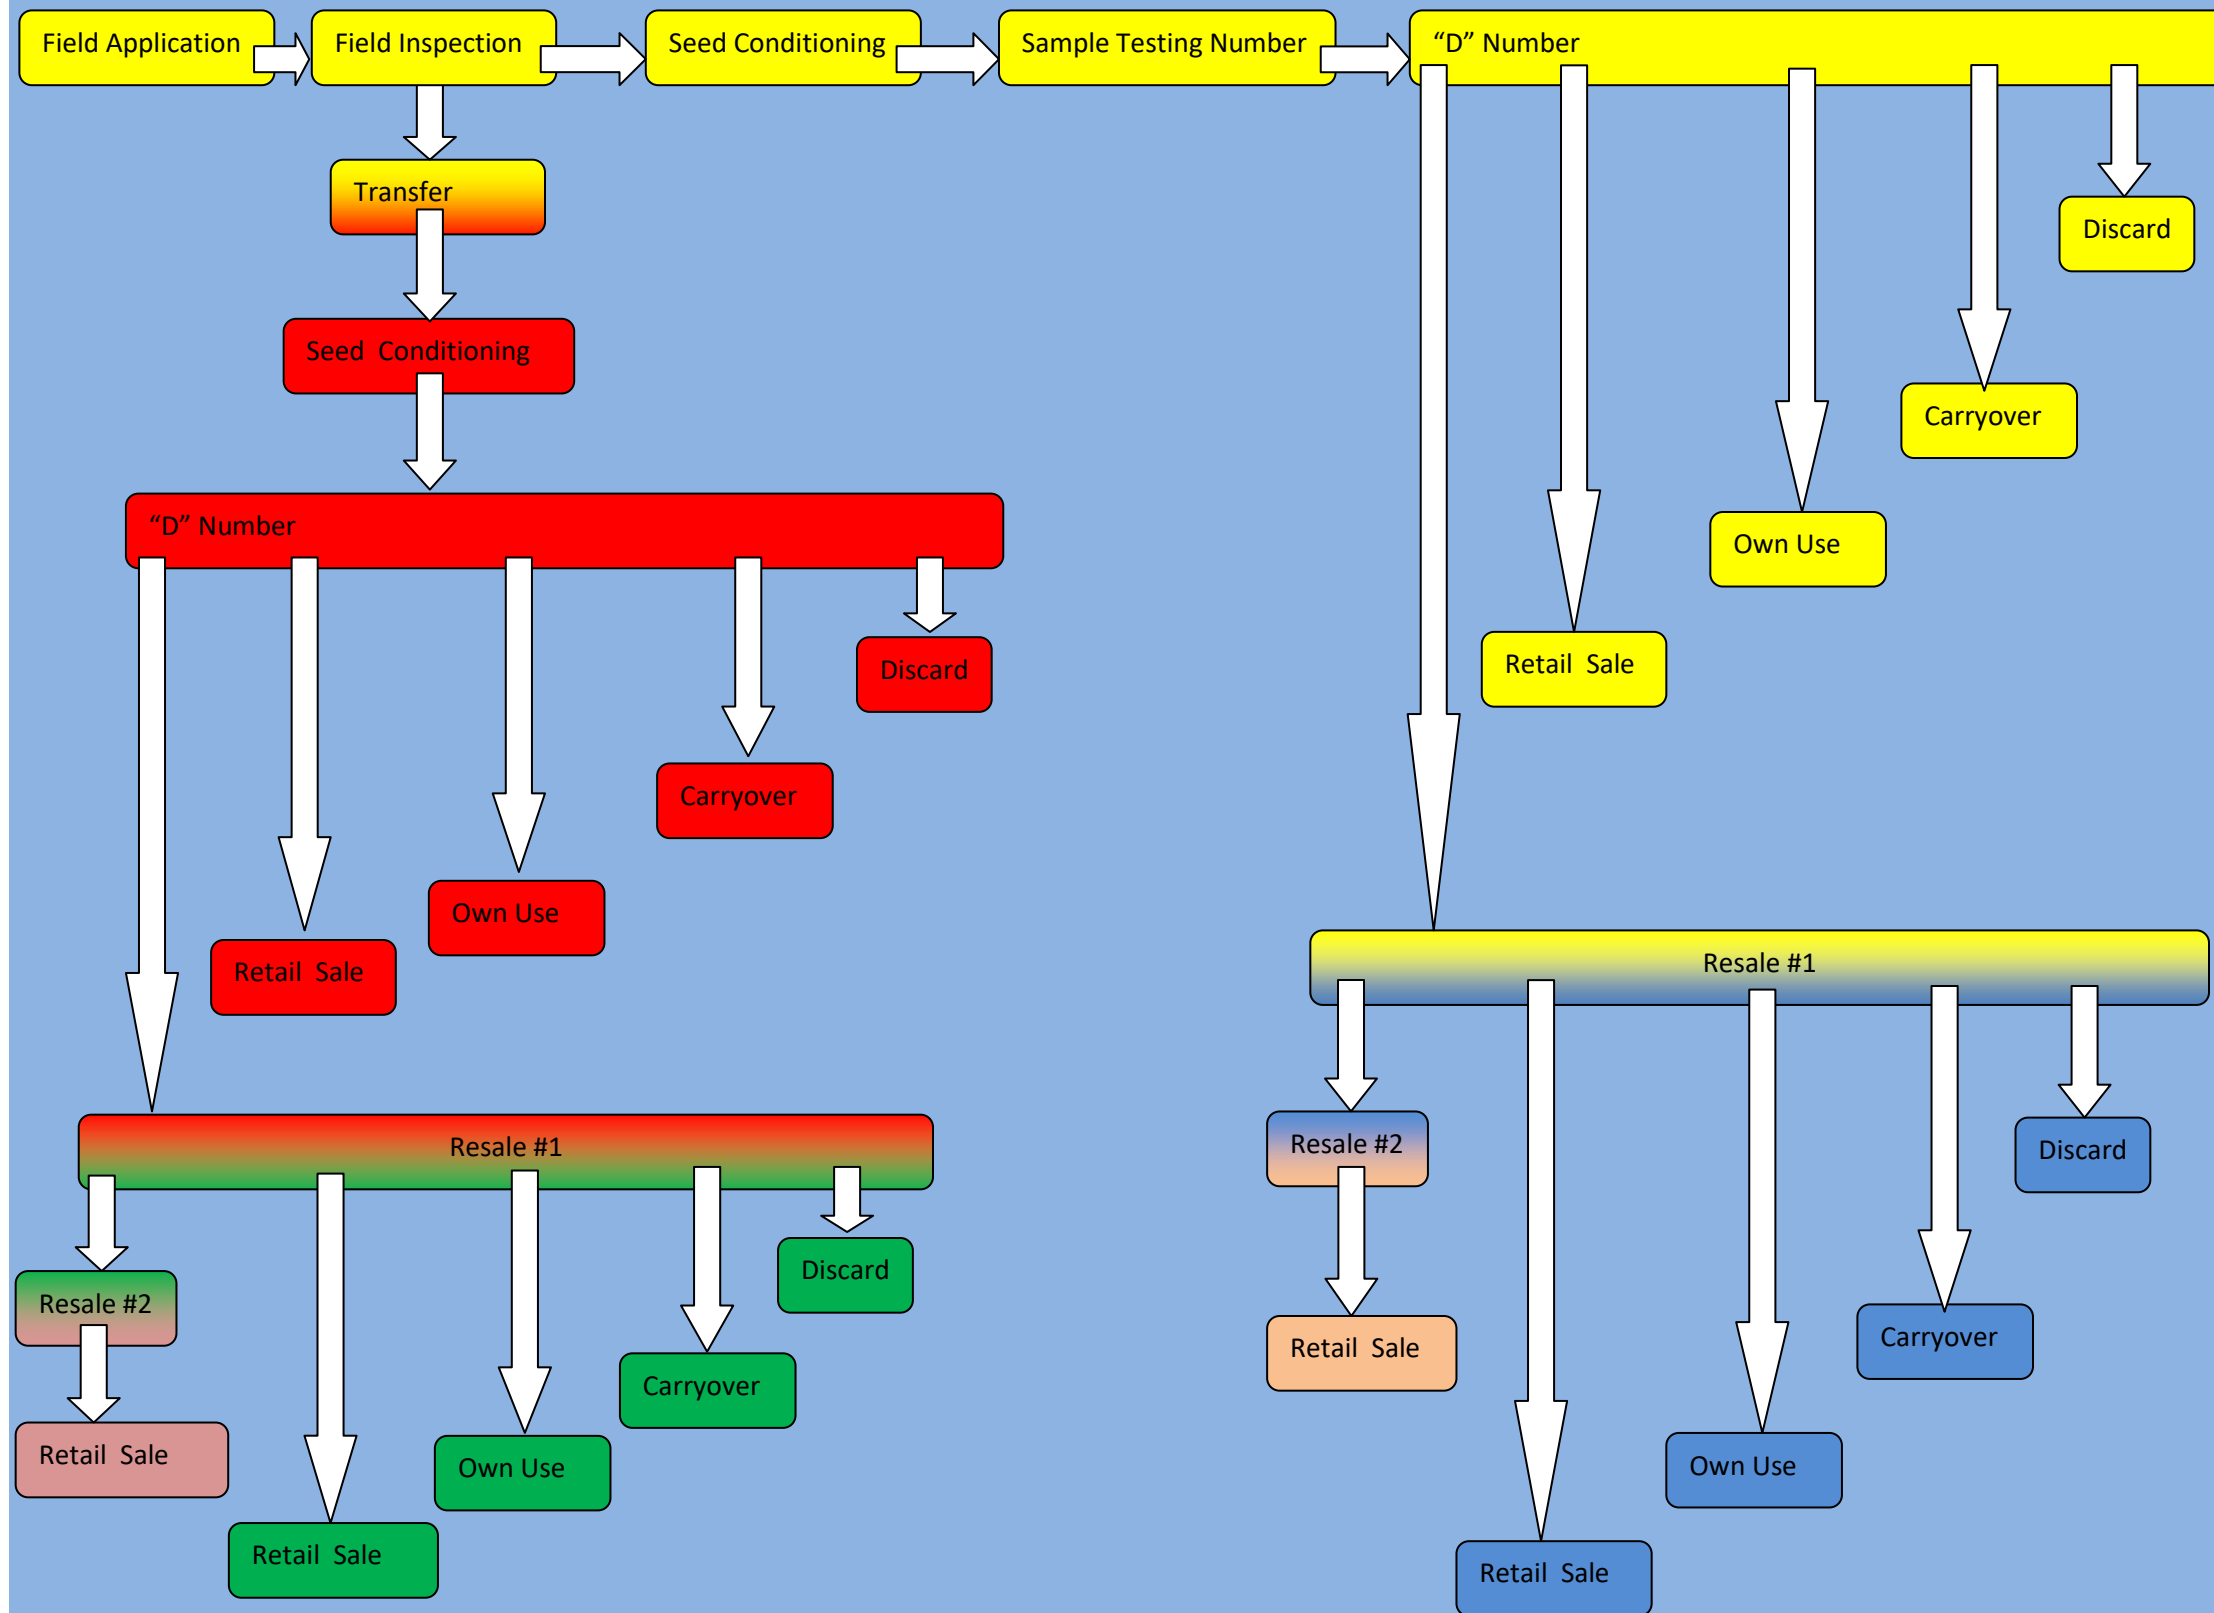 Field Application
Field Inspection
Seed Conditioning
Sample Testing Number
“D” Number
Transfer
Discard
Seed  Conditioning
Carryover
“D” Number
Own Use
Retail  Sale
Discard
Carryover
Own Use
Retail  Sale
Resale #1
Resale #1
Resale #2
Discard
Discard
Resale #2
Carryover
Retail  Sale
Carryover
Retail  Sale
Own Use
Own Use
Retail  Sale
Retail  Sale